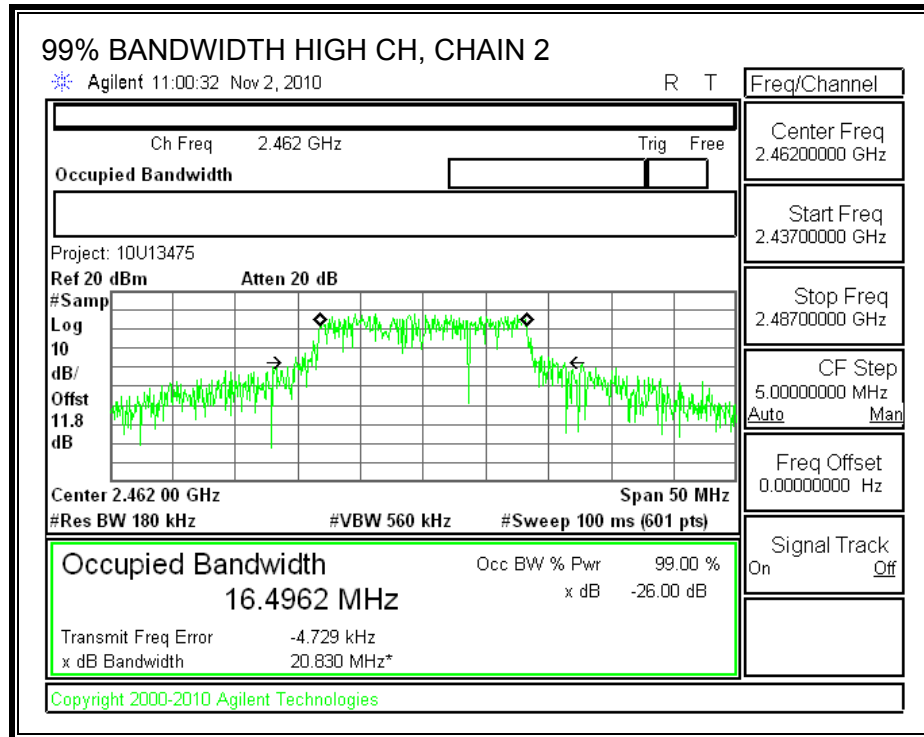 99% BANDWIDTH HIGH CH, CHAIN 2
Agilent 11:00:32 Nov 2, 2010 R T
Freq/Channel
Ch Freq 2.462 GHz Trig Free
Occupied Bandwidth
Center Freq
2.46200000 GHz
Start Freq
2.43700000 GHz
Stop Freq
2.48700000 GHz
CF Step
5.00000000 MHz
Auto Man
Freq Offset
0.00000000 Hz
Signal Track
On Off
Project: 10U13475
Ref 20 dBm Atten 20 dB
#Samp
Log
10
dB/
Offst
11.8
dB
Center 2.462 00 GHz Span 50 MHz
#Res BW 180 kHz #VBW 560 kHz #Sweep 100 ms (601 pts)
Occupied Bandwidth
16.4962 MHz
Occ BW % Pwr 99.00 %
x dB -26.00 dB
Transmit Freq Error -4.729 kHz
x dB Bandwidth 20.830 MHz*
Copyright 2000-2010 Agilent Technologies